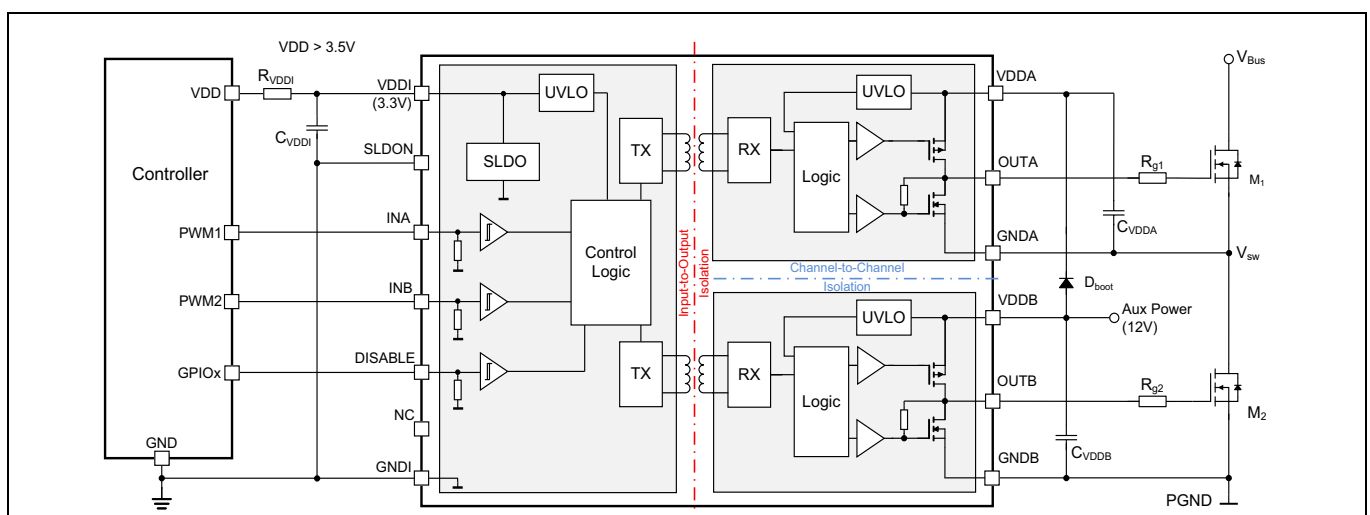 VDD > 3.5V
Controller
VDD
PWM1
PWM2
GPIOx
GND
RVDDI
CVDDI
VDDI
(3.3V)
SLDON
INA
INB
DISABLE
NC
GNDI
UVLO
SLDO
TX
Control
Logic
TX
Input-to-Output
Isolation
UVLO
RX
Logic
Channel-to-Channel
Isolation
UVLO
RX
Logic
VDDA
OUTA
GNDA
VDDB
OUTB
GNDB
VBus
Rg1
M1
CVDDA
Vsw
Dboot
Aux Power
(12V)
Rg2
M2
CVDDB
PGND